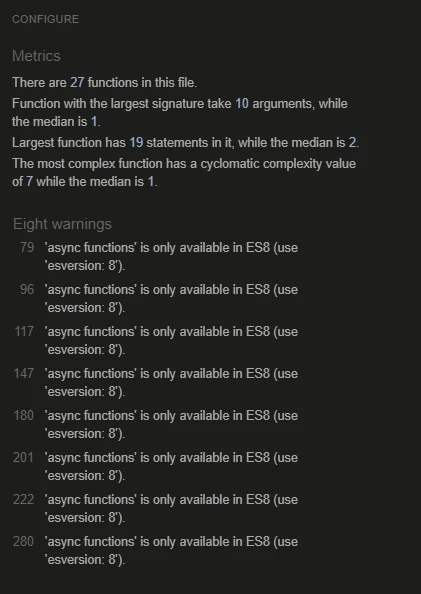 CONFIGURE
Metrics
There are 27 functions in this file.
Function with the largest signature take 10 arguments, while
the median is 1.
Largest function has 19 statements in it, while the median is 2.
The most complex function has a cyclomatic complexity value
of 7 while the median is 1.
Eight warnings
79 'async functions' is only available in ES8 (use
'esversion: 8').
96 'async functions' is only available in ES8 (use
'esversion: 8').
117 'async functions' is only available in ES8 (use
'esversion: 8').
147 'async functions' is only available in ES8 (use
'esversion: 8').
180 'async functions' is only available in ES8 (use
'esversion: 8').
201 'async functions' is only available in ES8 (use
'esversion: 8').
222 'async functions' is only available in ES8 (use
'esversion: 8').
280 'async functions' is only available in ES8 (use
'esversion: 8').